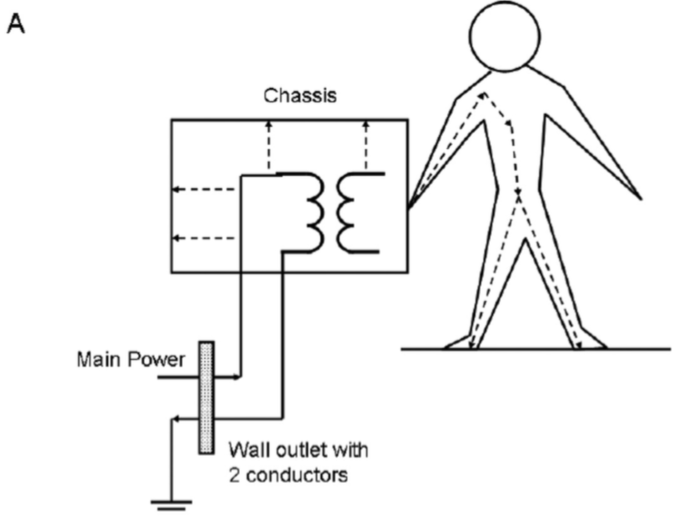 A
Chassis
Main Power
Wall outlet with
2 conductors